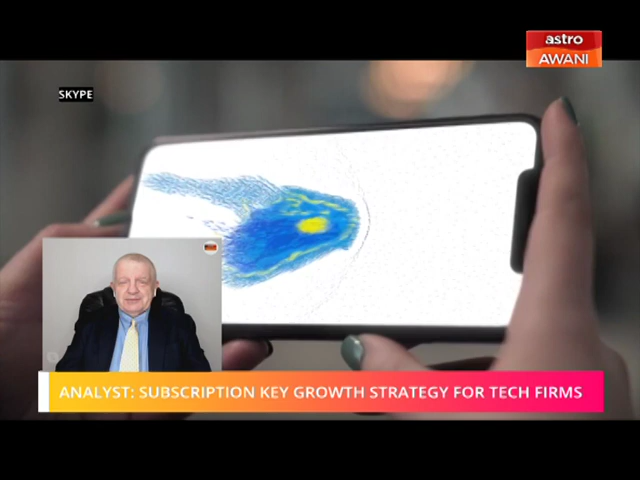 astro
AWANI
SKYPE
ANALYST: SUBSCRIPTION KEY GROWTH STRATEGY FOR TECH FIRMS